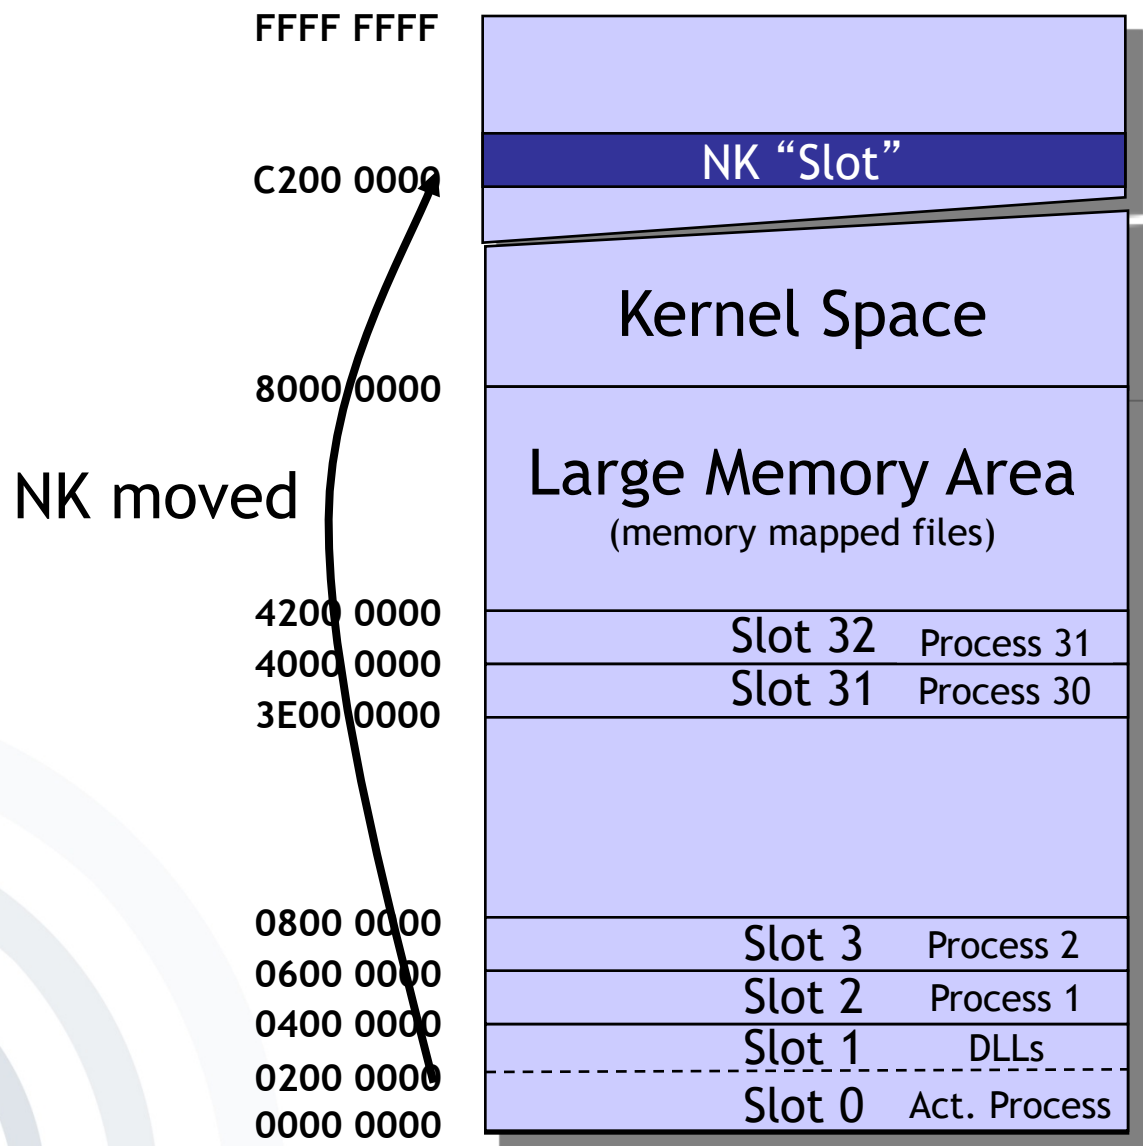 FFFF FFFF
NK “Slot”
C200 0000
Kernel Space
8000 0000
Large Memory Area
NK moved
(memory mapped files)
4200 0000
Slot 32 Process 31
4000 0000
Slot 31 Process 30
3E00 0000
0800 0000
Slot 3 Process 2
0600 0000
Slot 2 Process 1
0400 0000
Slot 1 DLLs
0200 0000
Slot 0 Act. Process
0000 0000